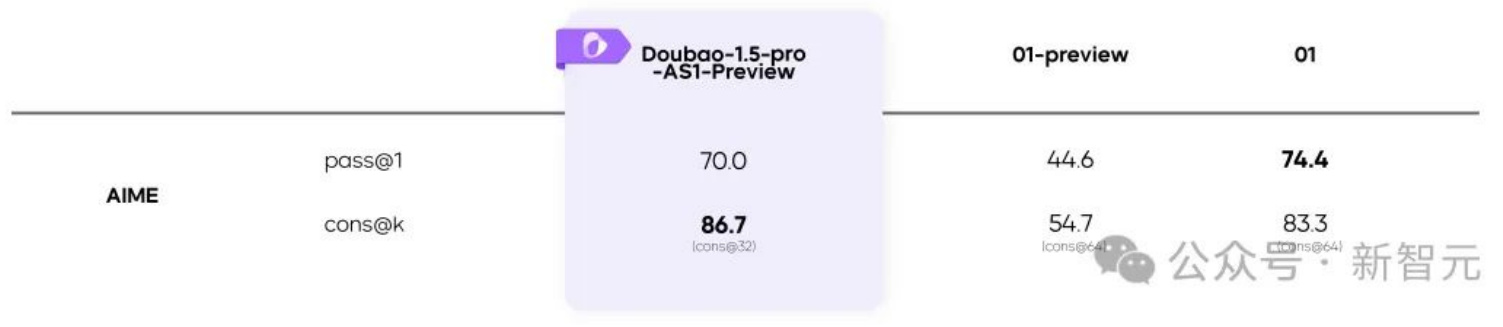 Doubao-1.5-pro
-AS1-Preview
01-preview
01
AIME
pass@1
70.0
44.6
74.4
cons@k
86.7
54.7
83.3
(cons@32)
(cons@64)
(cons@64)
公众号 · 新智元